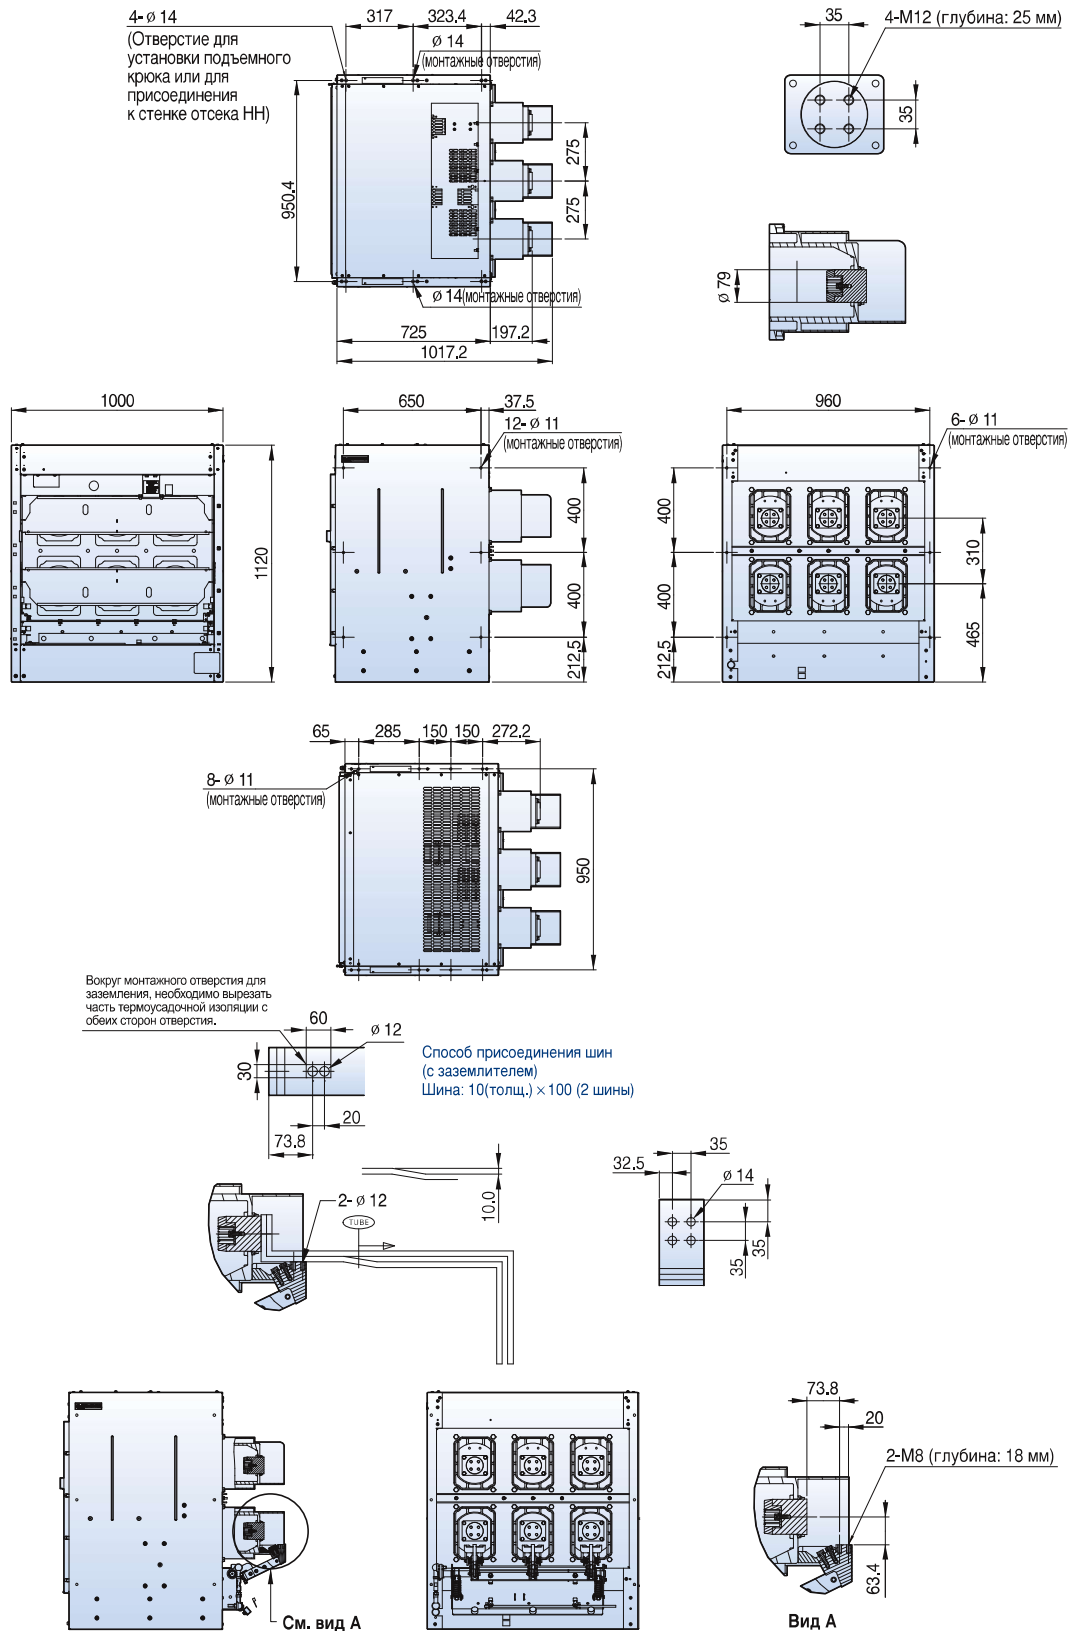 4- ø 14
(Отверстие для
установки подъемного
крюка или для
присоединения
к стенке отсека НН)
317
323.4
42.3
ø 14
(монтажные отверстия)
950.4
275
275
ø 14(монтажные отверстия)
725
197.2
1017.2
35
4-M12 (глубина: 25 мм)
35
ø 79
1000
1120
650
37.5
12- ø 11
(монтажные отверстия)
400
400
212.5
960
6- ø 11
(монтажные отверстия)
400
400
212.5
310
465
65
285
150
150
272.2
8- ø 11
(монтажные отверстия)
950
Вокруг монтажного отверстия для
заземления, необходимо вырезать
часть термоусадочной изоляции с
обеих сторон отверстия.
60
ø 12
30
20
73.8
Способ присоединения шин
(с заземлителем)
Шина: 10(толщ.) × 100 (2 шины)
10.0
2- ø 12
TUBE
32.5
35
ø 14
35
35
См. вид А
73.8
20
2-M8 (глубина: 18 мм)
63.4
Вид А